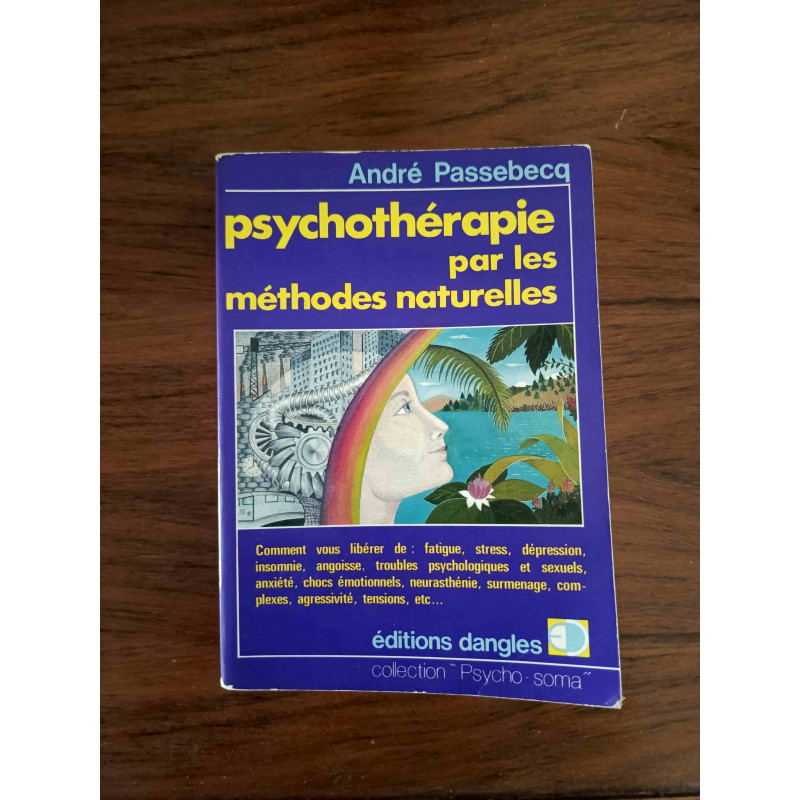 André Passebecq
psychothérapie
par les
méthodes naturelles
Comment vous libérer de : fatigue, stress, dépression,
insomnie, angoisse, troubles psychologiques et sexuels,
anxiété, chocs émotionnels, neurasthénie, surmenage, com-
plexes, agressivité, tensions, etc...
éditions dangles ED
collection "Psycho-soma"